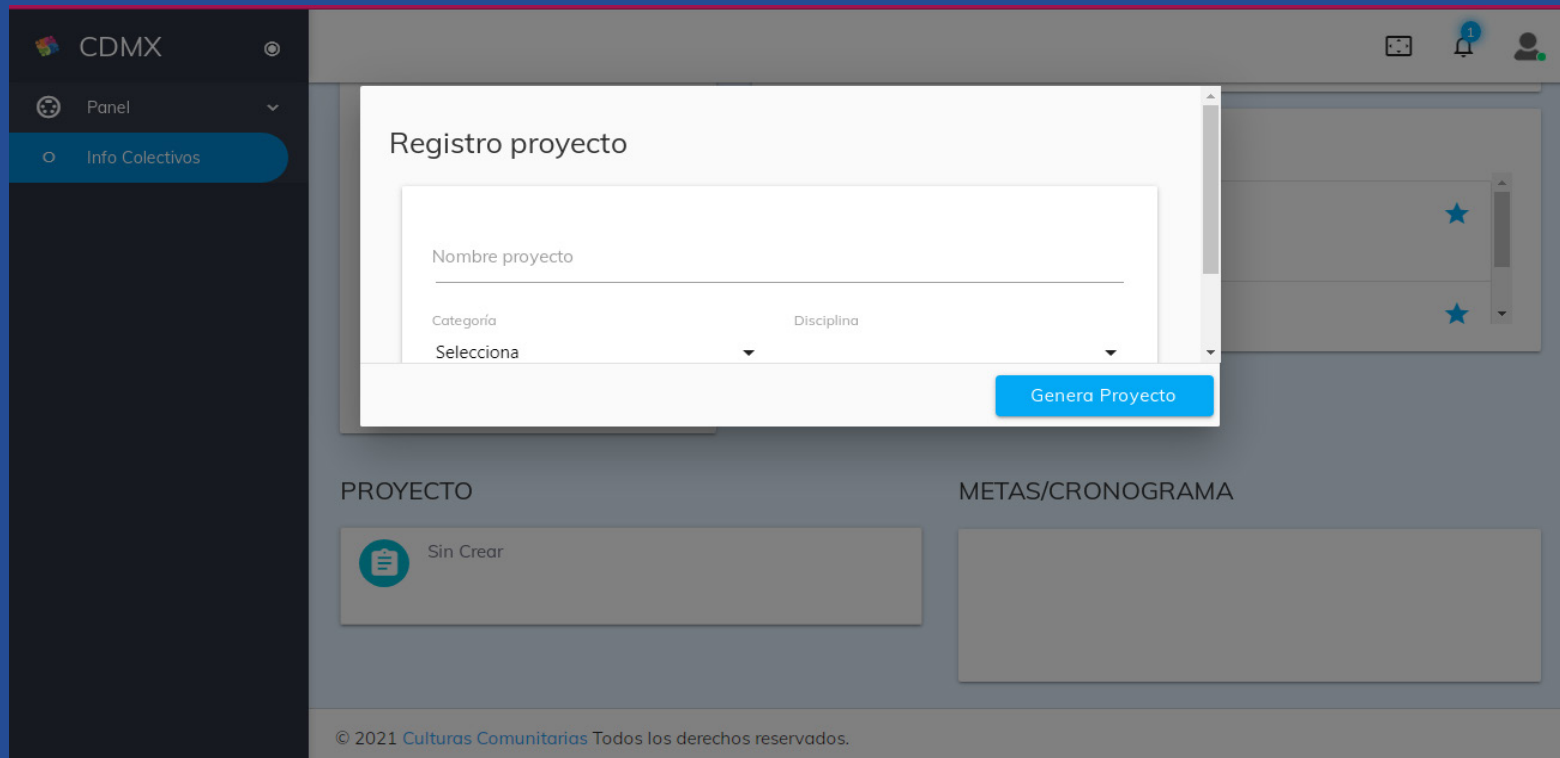 CDMX
1
Panel
Info Colectivos
Registro proyecto
Nombre proyecto
Categoría Disciplina
Selecciona
Genera Proyecto
PROYECTO METAS/CRONOGRAMA
Sin Crear
© 2021 Culturas Comunitarias Todos los derechos reservados.